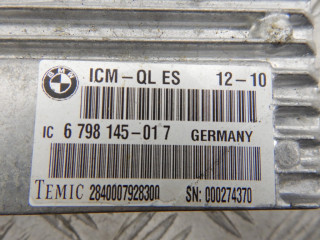 BMW
ICM-QL ES 12-10
IC 6 798 145-01 7 GERMANY
TEMIC 2840007928300 SN: 000274370